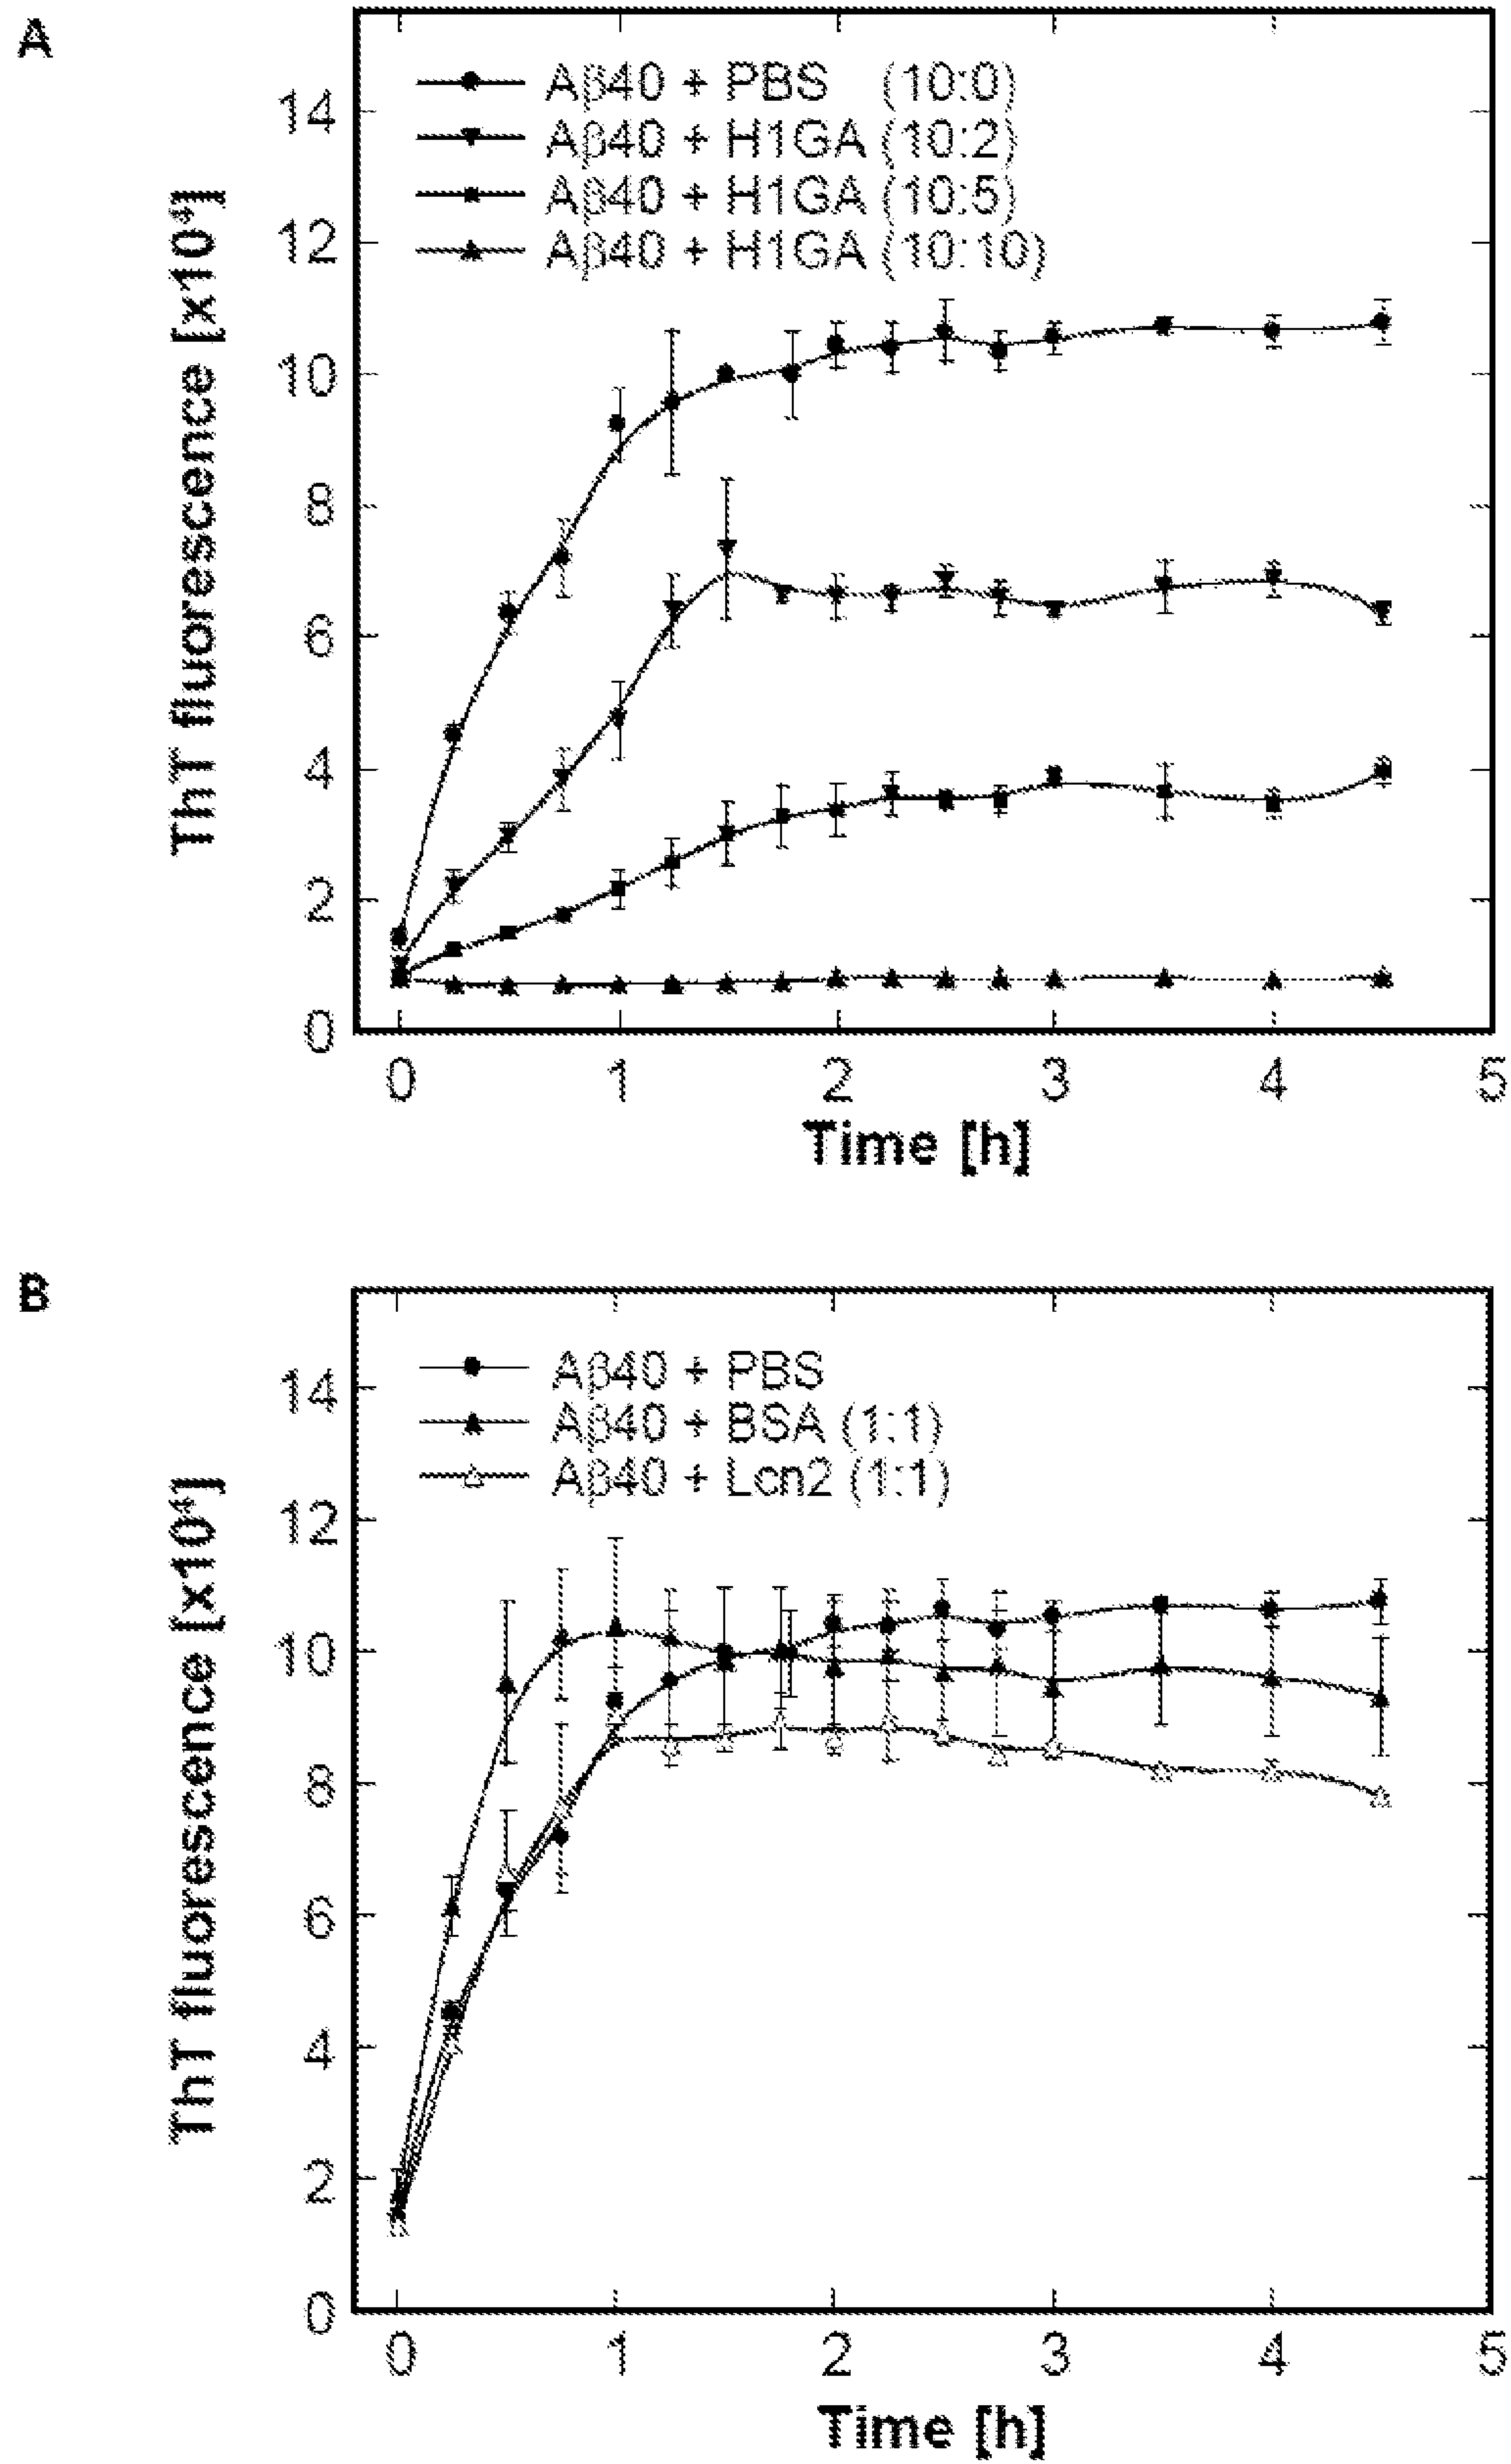 A
Aβ40 + PBS (10:0)
Aβ40 + H1GA (10:2)
Aβ40 + H1GA (10:5)
Aβ40 + H1GA (10:10)
ThT fluorescence [x10⁴]
14
12
10
8
6
4
2
0
0 1 2 3 4 5
Time [h]
B
Aβ40 + PBS
Aβ40 + BSA (1:1)
Aβ40 + Lcn2 (1:1)
ThT fluorescence [x10⁴]
14
12
10
8
6
4
2
0
0 1 2 3 4 5
Time [h]